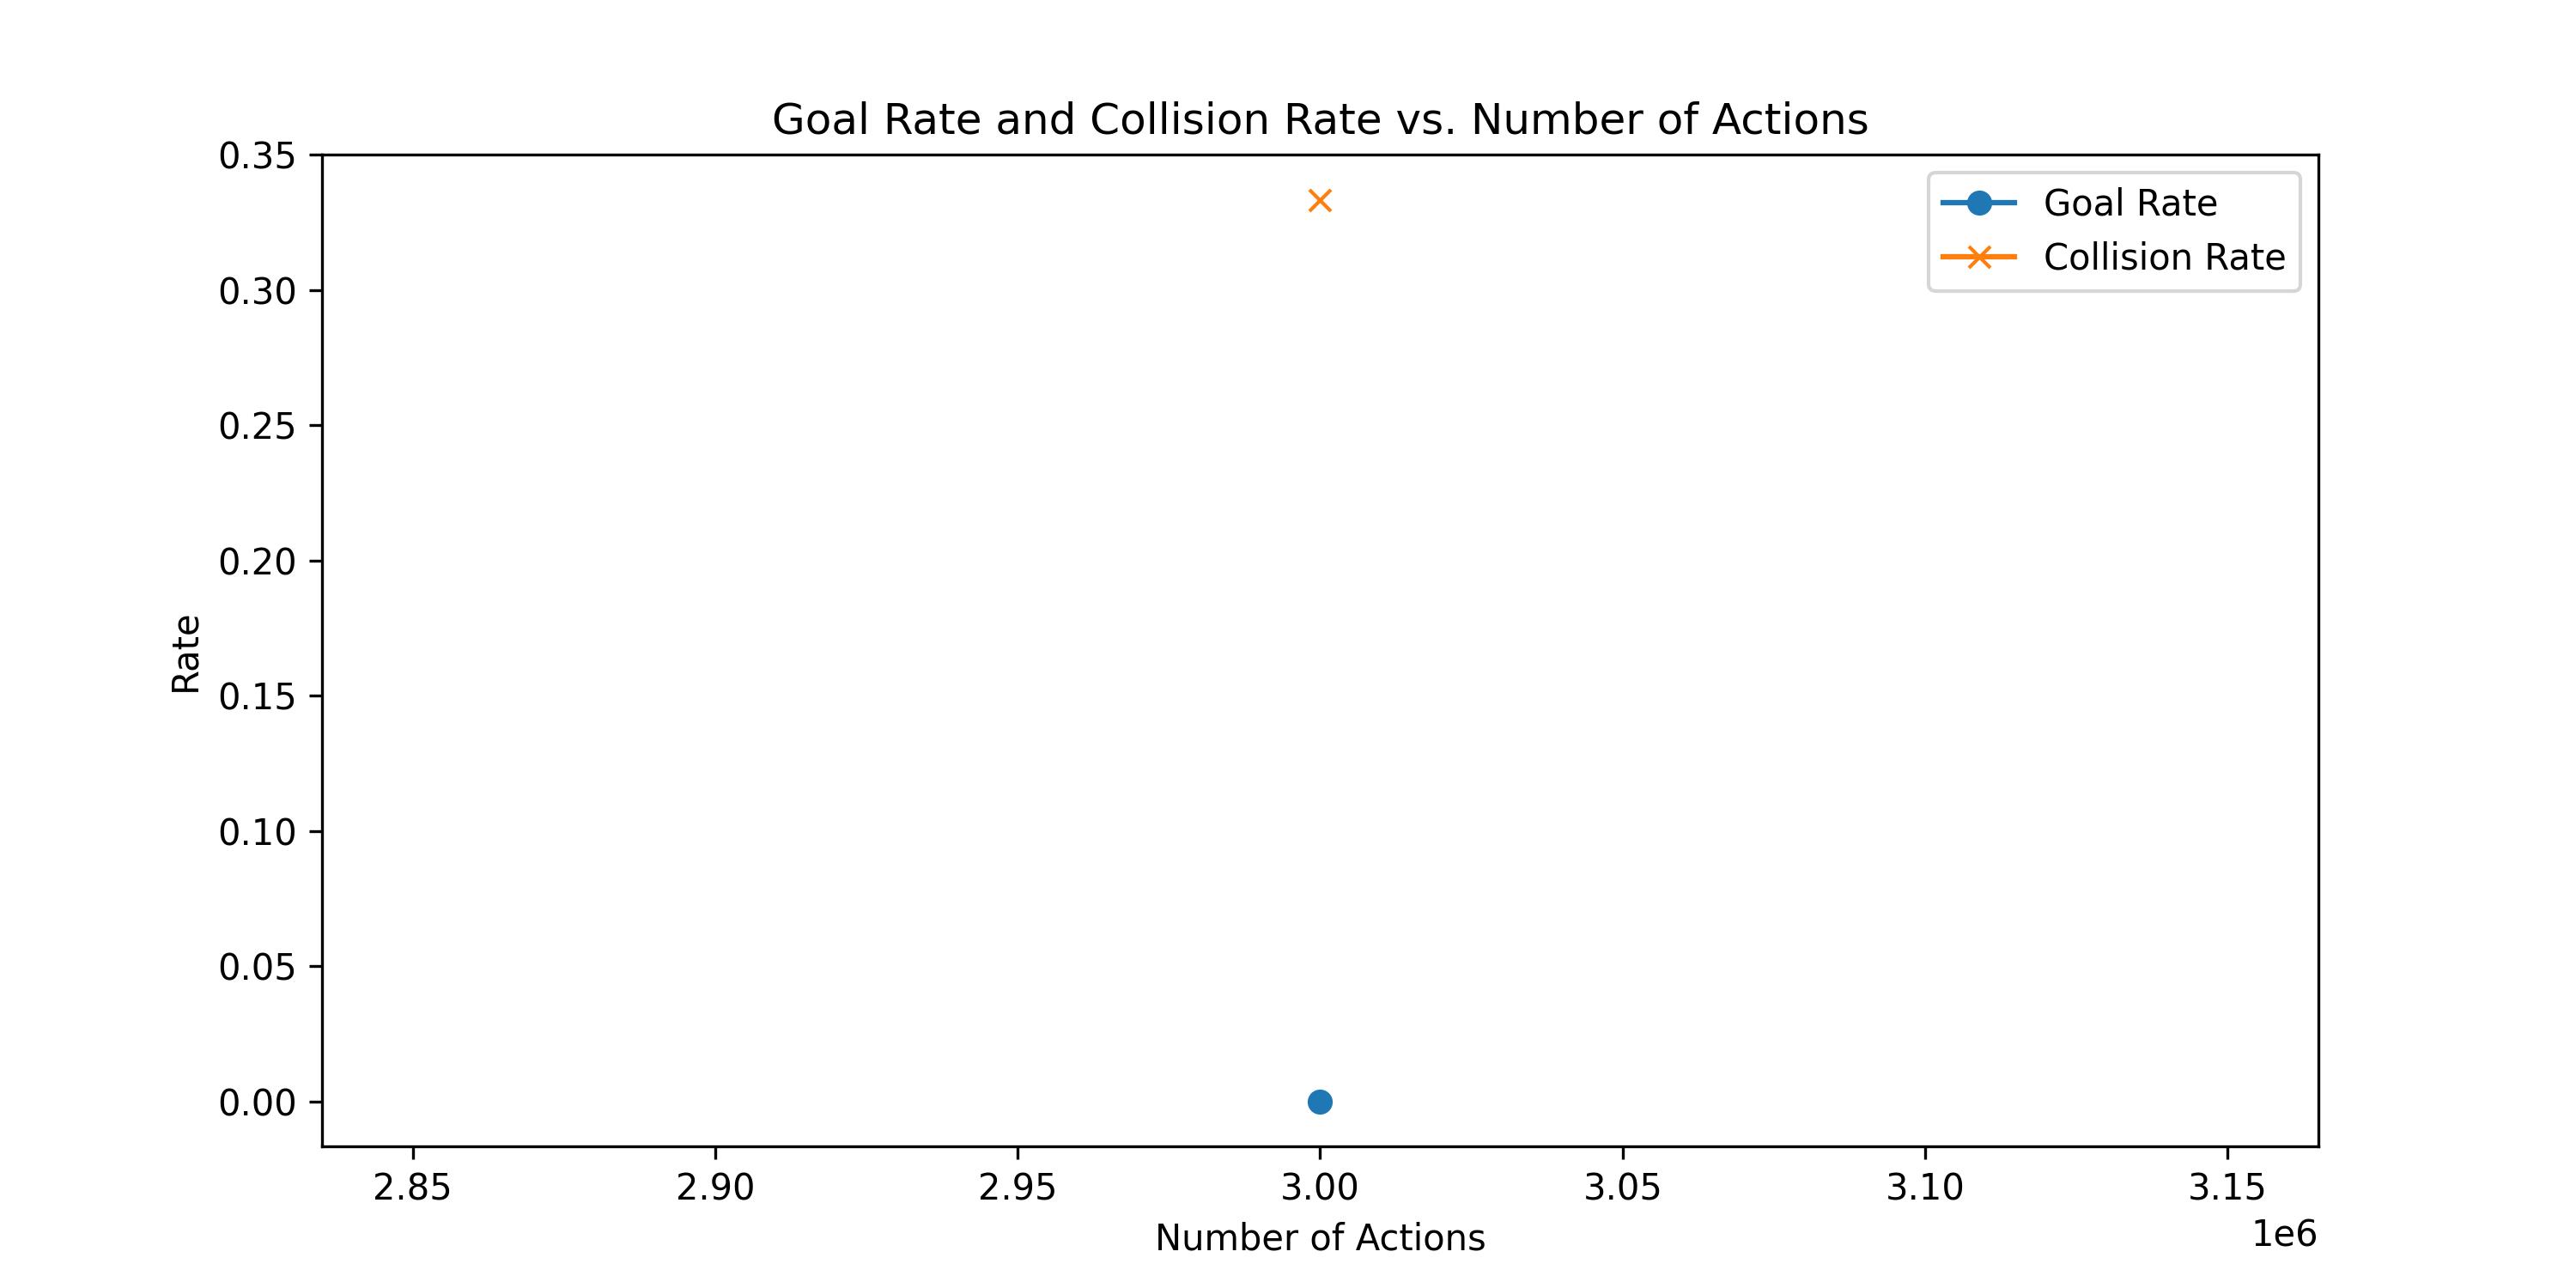 Goal Rate and Collision Rate vs. Number of Actions
0.35
0.30
0.25
0.20
0.15
0.10
0.05
0.00
Rate
Goal Rate
Collision Rate
2.85 2.90 2.95 3.00 3.05 3.10 3.15
1e6
Number of Actions